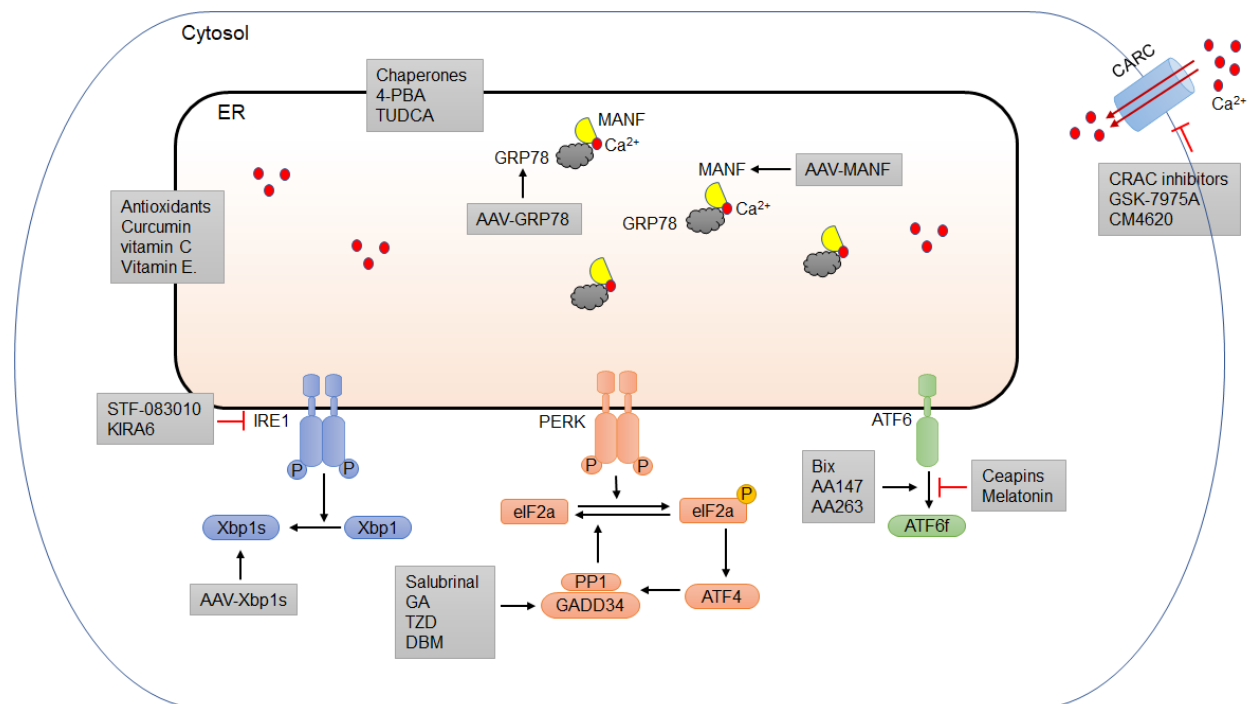 Cytosol
CARC
Ca²⁺
Chaperones
4-PBA
TUDCA
ER
MANF
Ca²⁺
GRP78
MANF
AAV-MANF
CRAC inhibitors
GSK-7975A
CM4620
Antioxidants
Curcumin
vitamin C
Vitamin E.
AAV-GRP78
GRP78
Ca²⁺
STF-083010
KIRA6
IRE1
PERK
ATF6
P
P
P
P
Bix
AA147
AA263
Ceapins
Melatonin
P
eIF2a
eIF2a
Xbp1s
Xbp1
ATF6f
AAV-Xbp1s
Salubrinal
GA
TZD
DBM
PP1
GADD34
ATF4